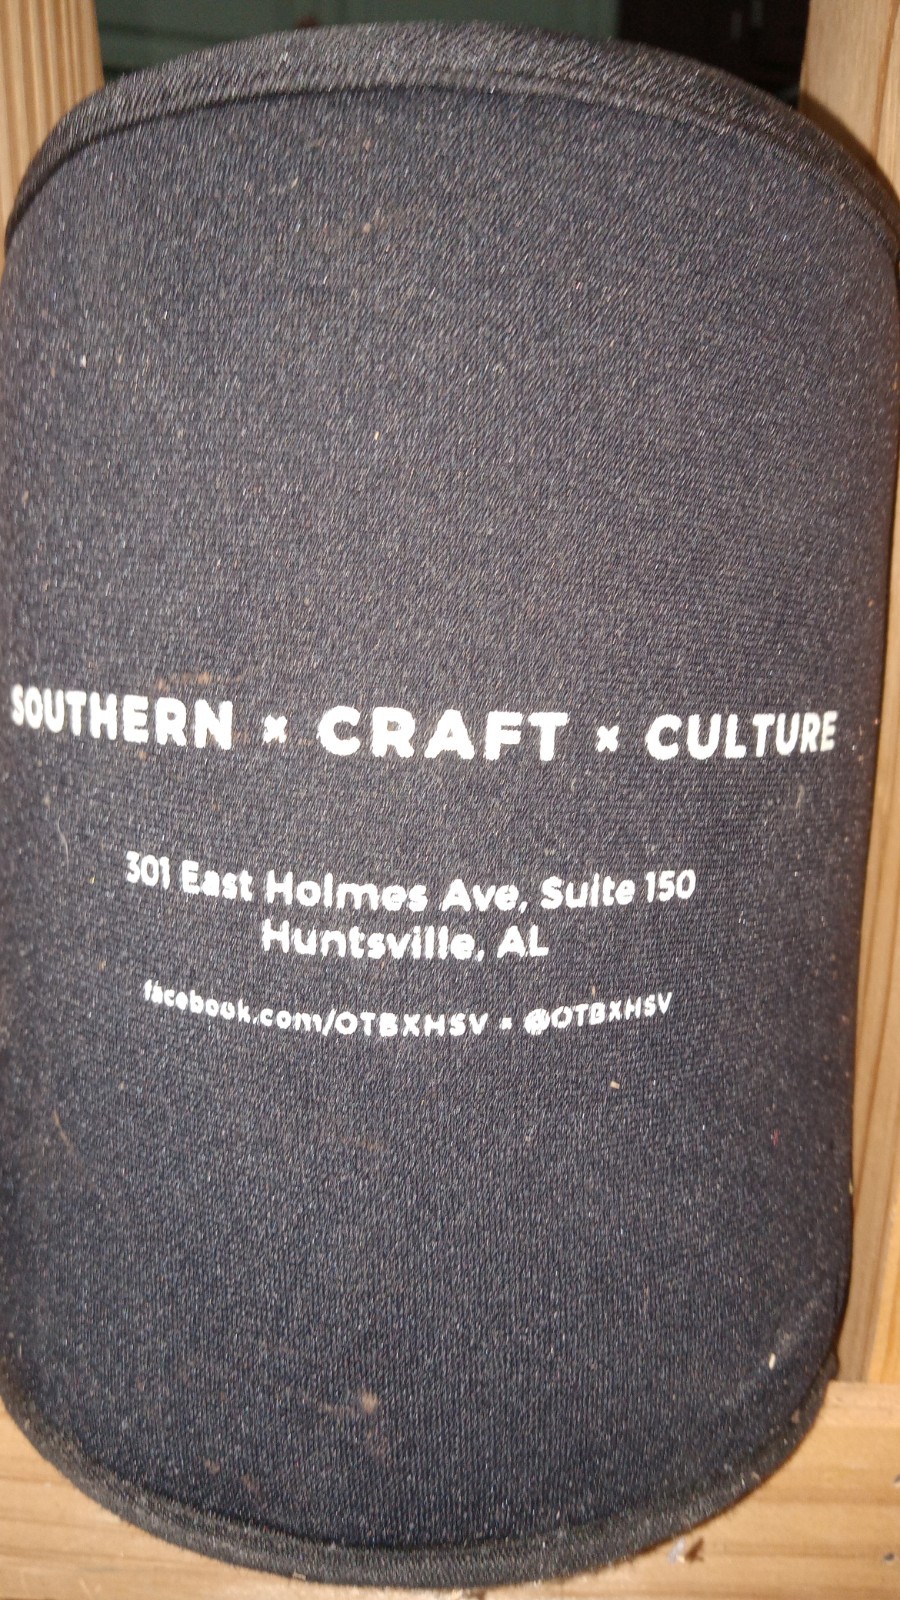 SOUTHERN × CRAFT × CULTURE
301 East Holmes Ave, Suite 150
Huntsville, AL
facebook.com/OTBXHSV × @OTBXHSV